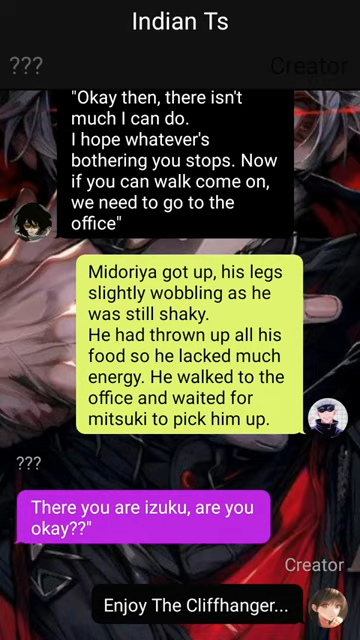 Indian Ts
???
Creator
"Okay then, there isn't
much I can do.
I hope whatever's
bothering you stops. Now
if you can walk come on,
we need to go to the
office"
Midoriya got up, his legs
slightly wobbling as he
was still shaky.
He had thrown up all his
food so he lacked much
energy. He walked to the
office and waited for
mitsuki to pick him up.
???
There you are izuku, are you
okay??"
Creator
Enjoy The Cliffhanger...